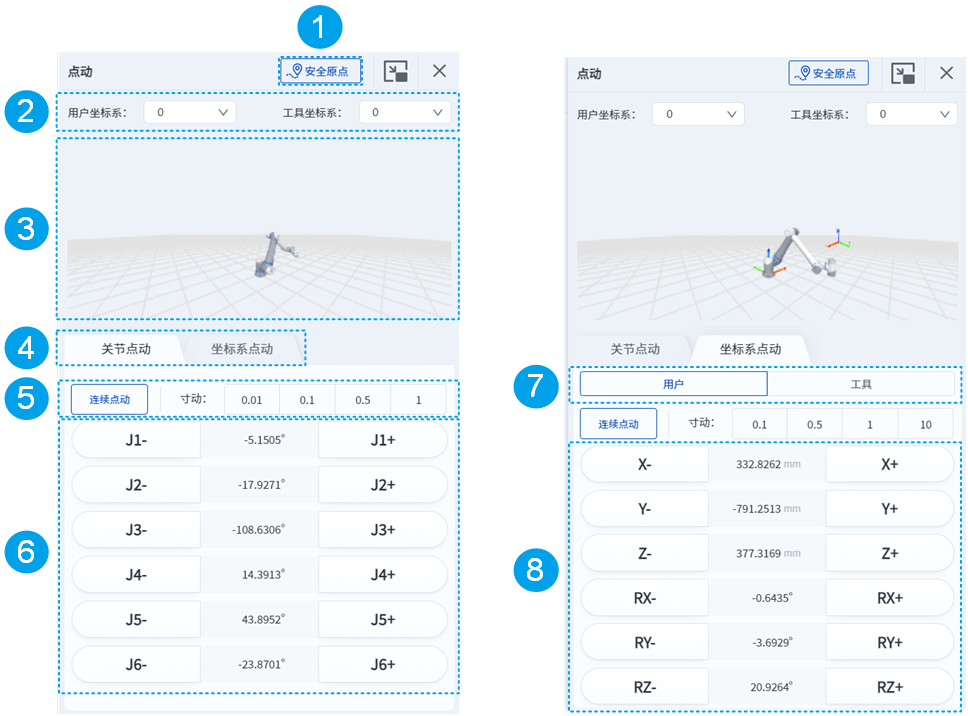 1
点动
安全原点
2
用户坐标系： 0 工具坐标系： 0
3
4
关节点动 坐标系点动
5
连续点动 寸动： 0.01 0.1 0.5 1
6
J1- -5.1505° J1+
J2- -17.9271° J2+
J3- -108.6306° J3+
J4- 14.3913° J4+
J5- 43.8952° J5+
J6- -23.8701° J6+
点动
安全原点
用户坐标系： 0 工具坐标系： 0
关节点动 坐标系点动
7
用户 工具
连续点动 寸动： 0.1 0.5 1 10
8
X- 332.8262 mm X+
Y- -791.2513 mm Y+
Z- 377.3169 mm Z+
RX- -0.6435° RX+
RY- -3.6929° RY+
RZ- 20.9264° RZ+